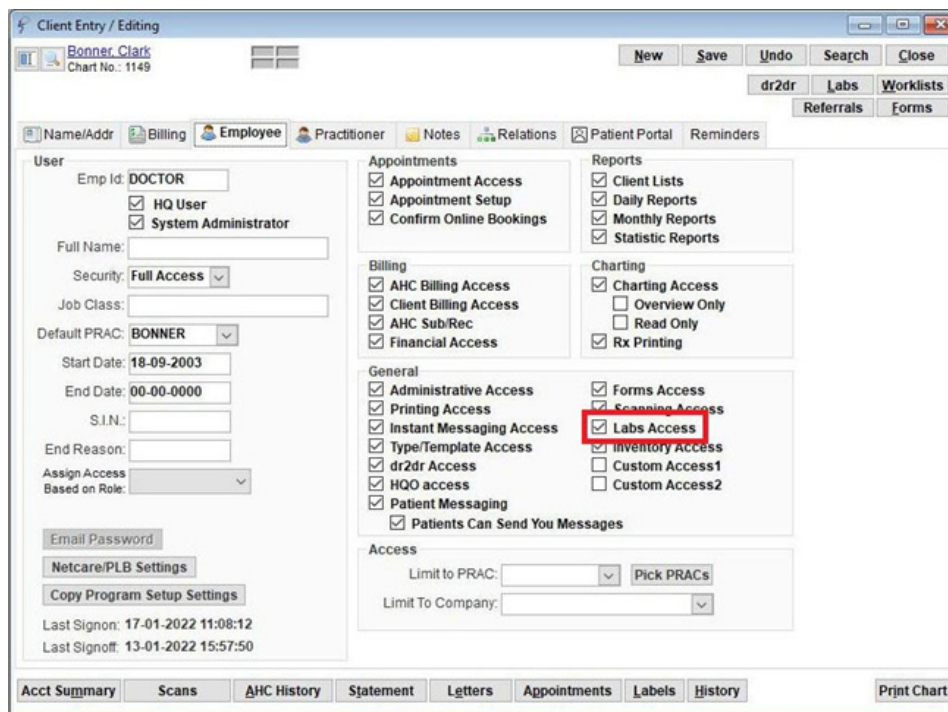 Client Entry / Editing
Bonner, Clark
Chart No.: 1149
New Save Undo Search Close
dr2dr Labs Worklists
Referrals Forms
Name/Addr Billing Employee Practitioner Notes Relations Patient Portal Reminders
User
Emp Id: DOCTOR
HQ User
System Administrator
Full Name:
Security: Full Access
Job Class:
Default PRAC: BONNER
Start Date: 18-09-2003
End Date: 00-00-0000
S.I.N.:
End Reason:
Assign Access
Based on Role:
Email Password
Netcare/PLB Settings
Copy Program Setup Settings
Last Signon: 17-01-2022 11:08:12
Last Signoff: 13-01-2022 15:57:50
Appointments
Appointment Access
Appointment Setup
Confirm Online Bookings
Reports
Client Lists
Daily Reports
Monthly Reports
Statistic Reports
Billing
AHC Billing Access
Client Billing Access
AHC Sub/Rec
Financial Access
Charting
Charting Access
Overview Only
Read Only
Rx Printing
General
Administrative Access
Printing Access
Instant Messaging Access
Type/Template Access
dr2dr Access
HQO access
Patient Messaging
Patients Can Send You Messages
Forms Access
Scanning Access
Labs Access
Inventory Access
Custom Access1
Custom Access2
Access
Limit to PRAC: Pick PRACs
Limit To Company:
Acct Summary Scans AHC History Statement Letters Appointments Labels History Print Chart